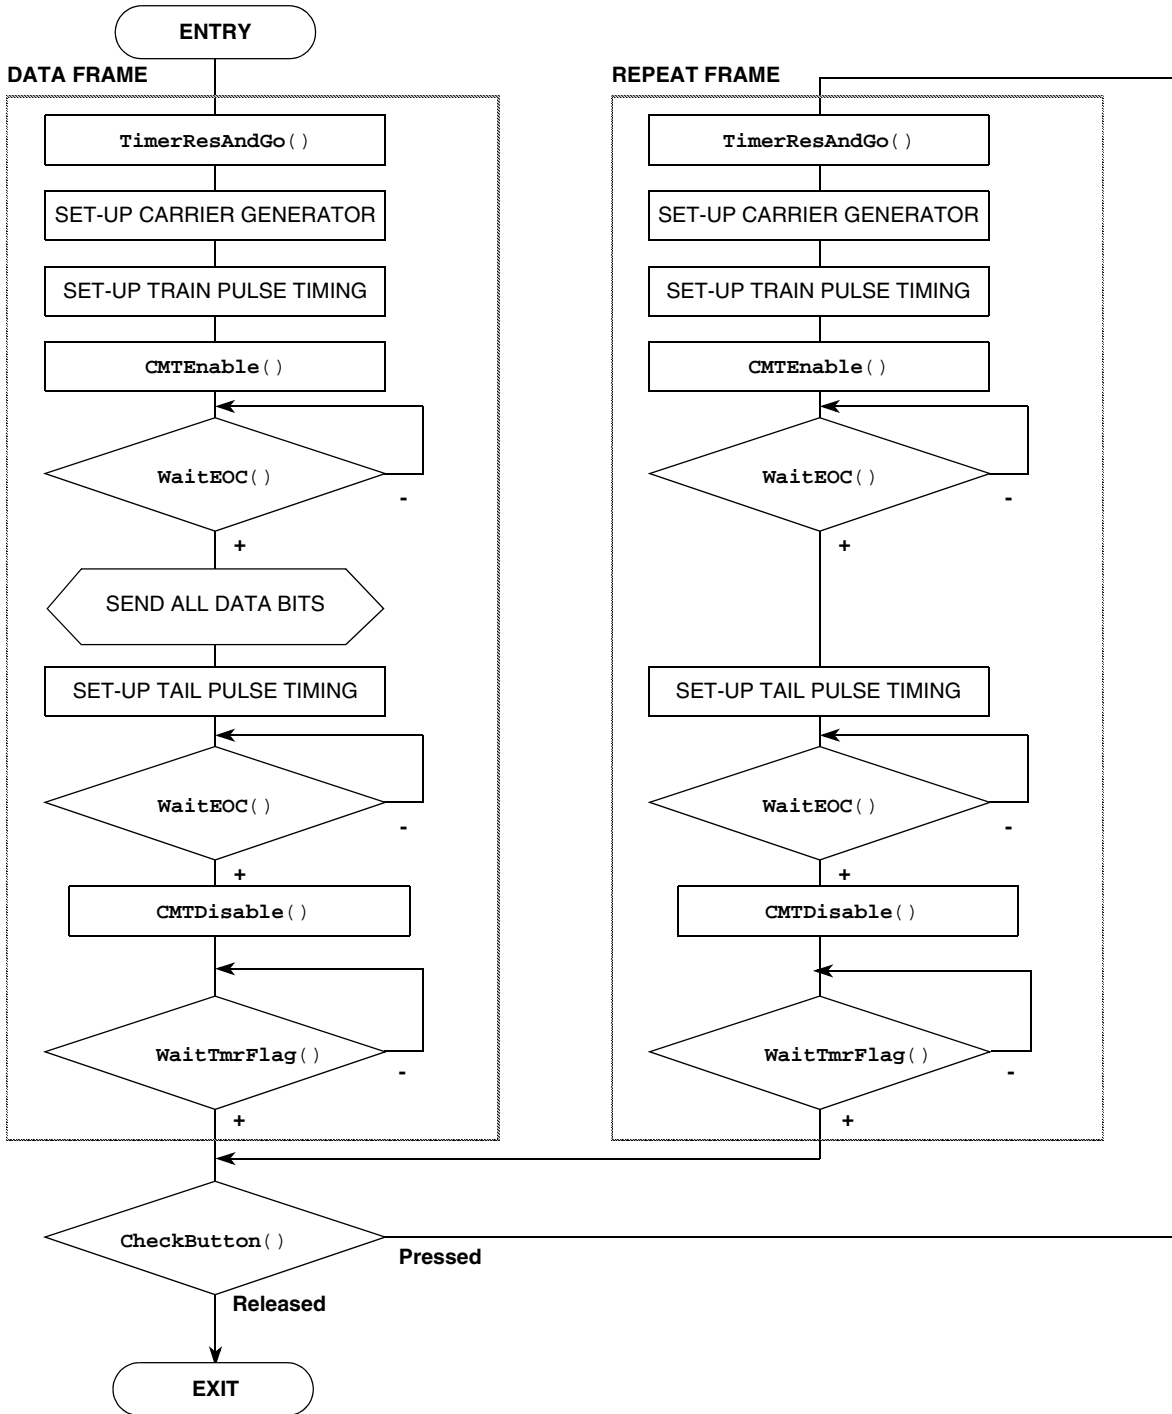 ENTRY
DATA FRAME
TimerResAndGo()
SET-UP CARRIER GENERATOR
SET-UP TRAIN PULSE TIMING
CMTEnable()
WaitEOC()
-
+
SEND ALL DATA BITS
SET-UP TAIL PULSE TIMING
WaitEOC()
-
+
CMTDisable()
WaitTmrFlag()
-
+
REPEAT FRAME
TimerResAndGo()
SET-UP CARRIER GENERATOR
SET-UP TRAIN PULSE TIMING
CMTEnable()
WaitEOC()
-
+
SET-UP TAIL PULSE TIMING
WaitEOC()
-
+
CMTDisable()
WaitTmrFlag()
-
+
CheckButton()
Pressed
Released
EXIT